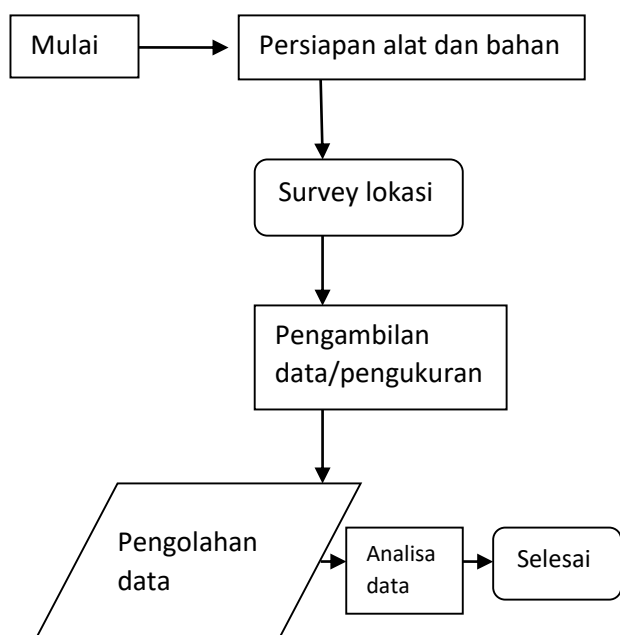 Mulai
Persiapan alat dan bahan
Survey lokasi
Pengambilan
data/pengukuran
Pengolahan
data
Analisa
data
Selesai